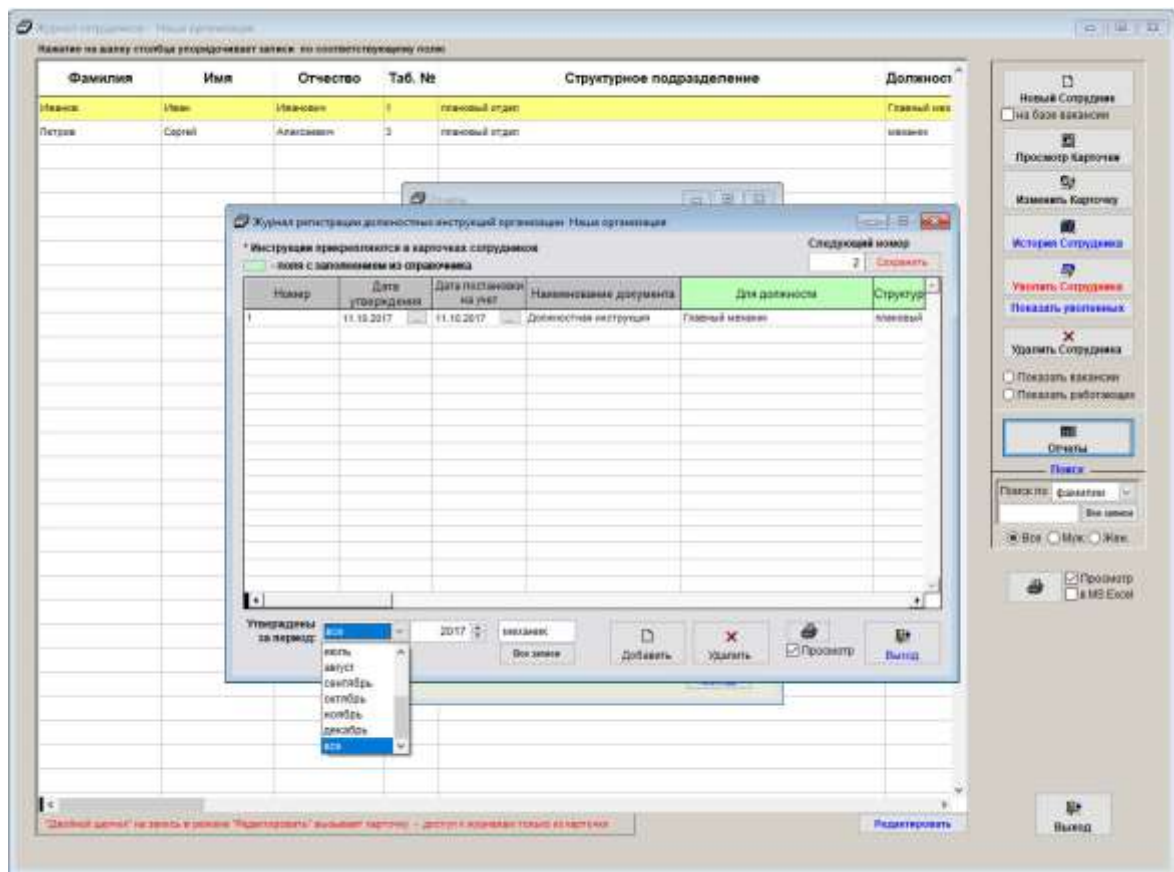 Журнал сотрудников - Наша организация
Нажатие на шапку столбца упорядочивает записи по соответствующему полю
Фамилия Имя Отчество Таб. № Структурное подразделение Должност
Иванов Иван Иванович 1 плановый отдел Главный мех
Петров Сергей Алексеевич 3 плановый отдел механик
Новый Сотрудник
на базе вакансии
Просмотр Карточки
Изменить Карточку
История Сотрудника
Уволить Сотрудника
Показать уволенных
Удалить Сотрудника
Показать вакансии
Показать работающих
Отчеты
Поиск
Поиск по фамилии
Все записи
Все Муж. Жен.
Просмотр
в MS Excel
Выход
Отчеты
Журнал регистрации должностных инструкций организации Наша организация
* Инструкции прикрепляются в карточках сотрудников
- поля с заполнением из справочника
Следующий номер
2 Сохранить
Номер Дата утверждения Дата постановки на учет Наименование документа Для должности Структур
1 11.10.2017 ... 11.10.2017 ... Должностная инструкция Главный механик плановый
Утверждены
за период: все 2017 механик
Все записи
Добавить Удалить Просмотр Выход
июль
август
сентябрь
октябрь
ноябрь
декабрь
все
"Двойной щелчок" на запись в режиме "Редактировать" вызывает карточку - доступ к журналам только из карточки
Редактировать